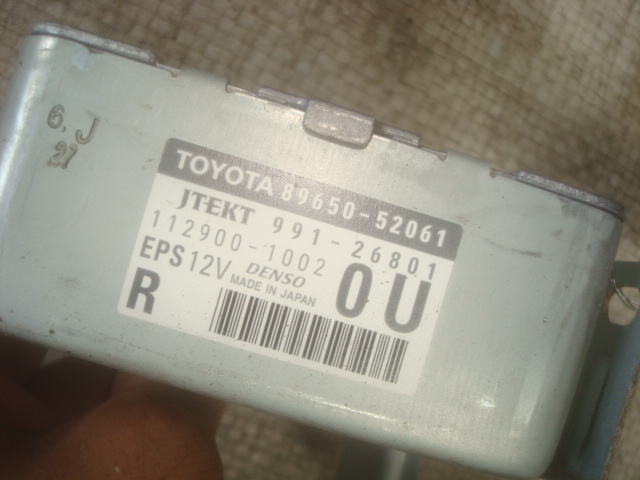 6. J
21
TOYOTA 89650-52061
JTEKT 991-26801
112900-1002 0U
EPS 12V DENSO
MADE IN JAPAN
R